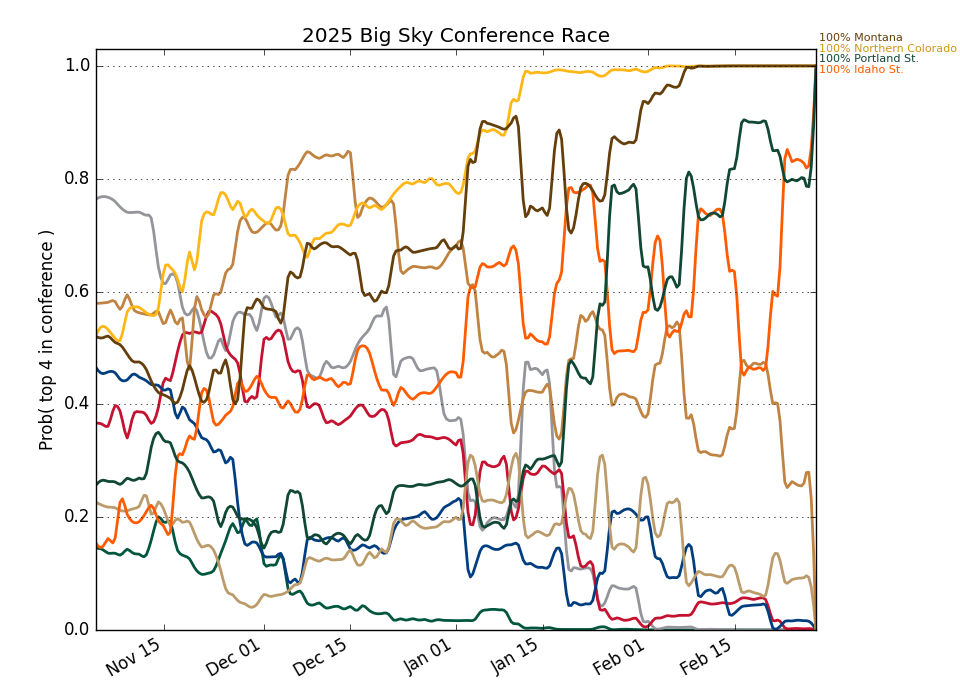 2025 Big Sky Conference Race
100% Montana
100% Northern Colorado
100% Portland St.
100% Idaho St.
1.0
0.8
0.6
0.4
0.2
0.0
Prob( top 4 in conference )
Nov 15
Dec 01
Dec 15
Jan 01
Jan 15
Feb 01
Feb 15